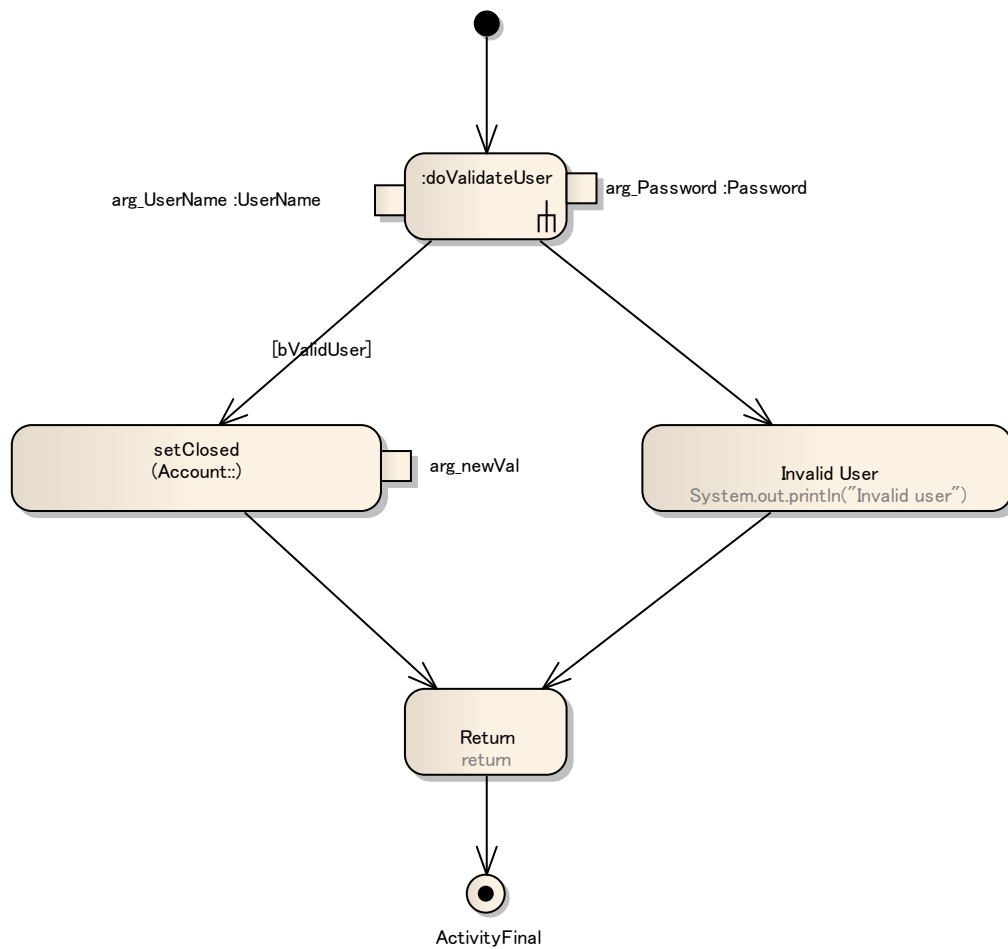 :doValidateUser
arg_UserName :UserName
arg_Password :Password
[bValidUser]
setClosed
(Account::)
arg_newVal
Invalid User
System.out.println("Invalid user")
Return
return
ActivityFinal